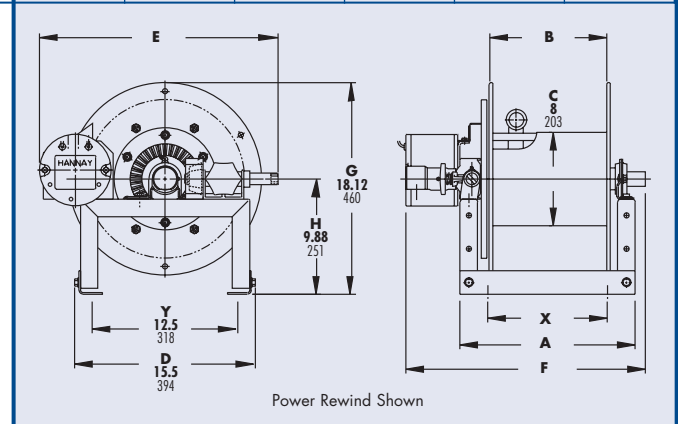 E
B
C
8
203
HANNAY
G
18.12
460
H
9.88
251
Y
12.5
318
D
15.5
394
X
A
F
Power Rewind Shown